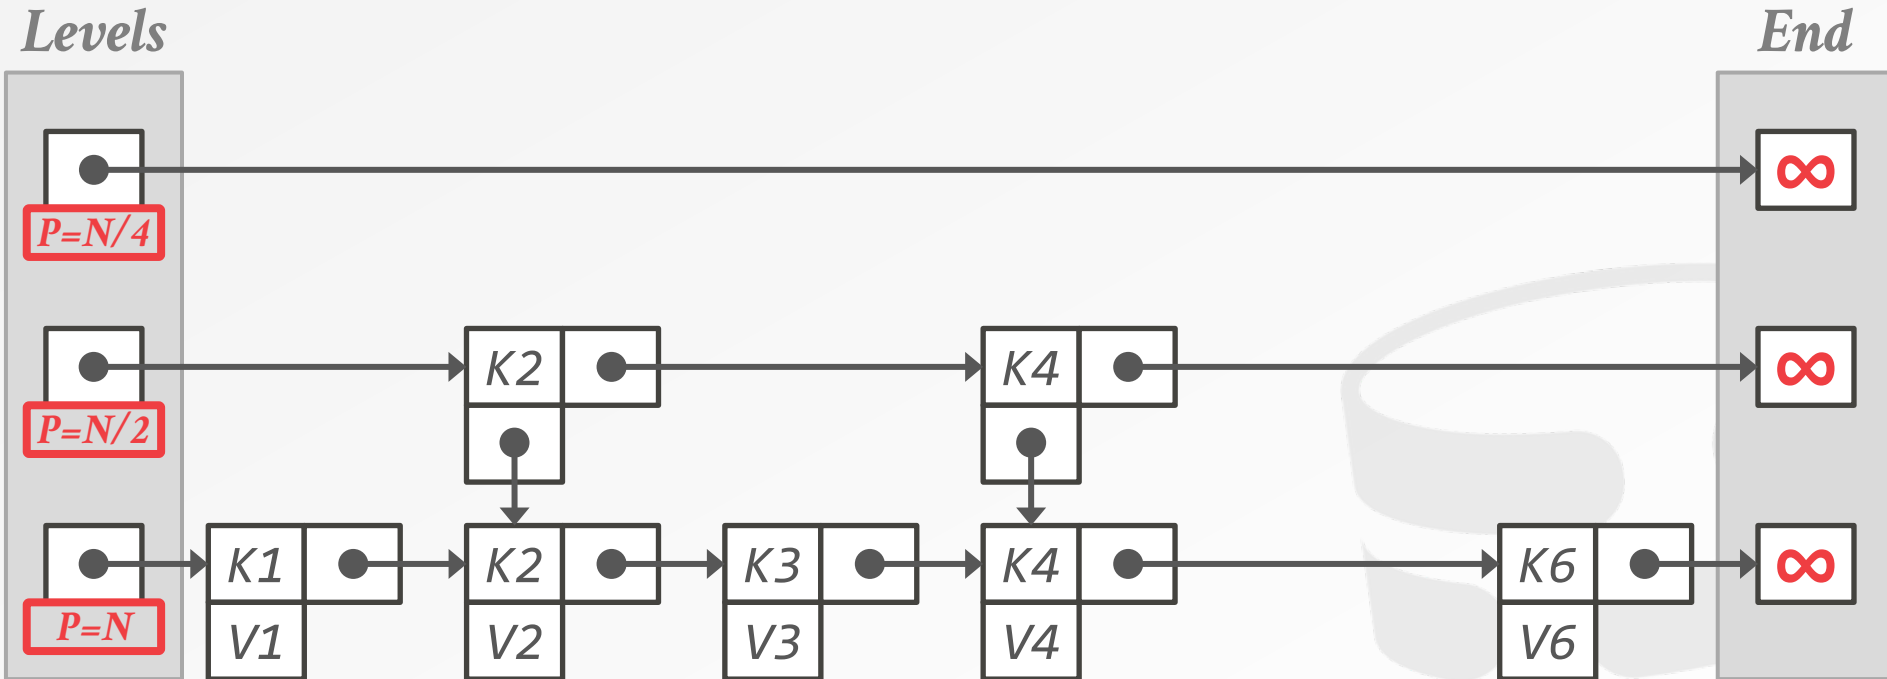 Levels End
∞
P=N/4
K2 K4 ∞
P=N/2
K1 K2 K3 K4 K6 ∞
P=N
V1 V2 V3 V4 V6